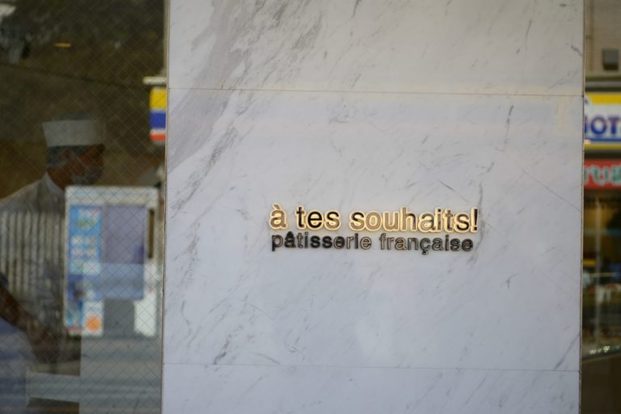 à tes souhaits!
pâtisserie française